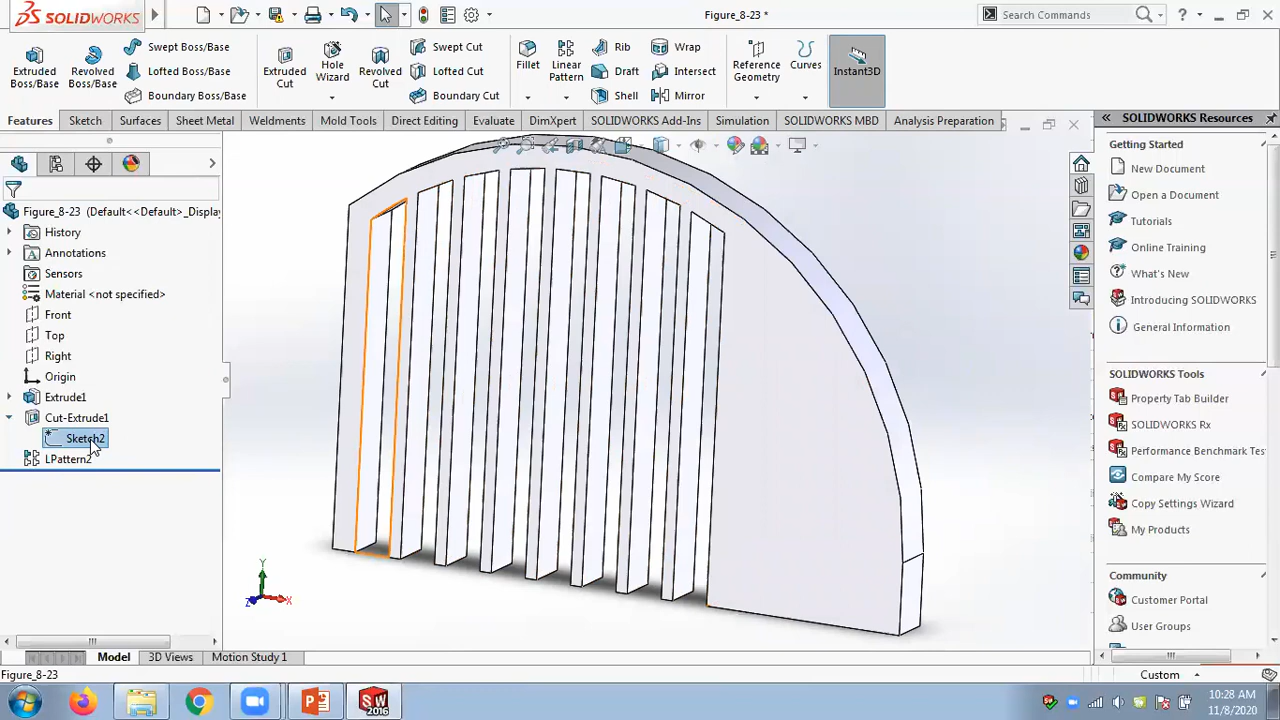 SOLIDWORKS
Figure_8-23 *
Search Commands
Extruded Boss/Base
Revolved Boss/Base
Swept Boss/Base
Lofted Boss/Base
Boundary Boss/Base
Extruded Cut
Hole Wizard
Revolved Cut
Swept Cut
Lofted Cut
Boundary Cut
Fillet
Linear Pattern
Rib
Draft
Shell
Wrap
Intersect
Mirror
Reference Geometry
Curves
Instant3D
Features
Sketch
Surfaces
Sheet Metal
Weldments
Mold Tools
Direct Editing
Evaluate
DimXpert
SOLIDWORKS Add-Ins
Simulation
SOLIDWORKS MBD
Analysis Preparation
Figure_8-23 (Default<<Default>_Display
History
Annotations
Sensors
Material <not specified>
Front
Top
Right
Origin
Extrude1
Cut-Extrude1
Sketch2
LPattern2
Y
X
Z
SOLIDWORKS Resources
Getting Started
New Document
Open a Document
Tutorials
Online Training
What's New
Introducing SOLIDWORKS
General Information
SOLIDWORKS Tools
Property Tab Builder
SOLIDWORKS Rx
Performance Benchmark Tes
Compare My Score
Copy Settings Wizard
My Products
Community
Customer Portal
User Groups
Model
3D Views
Motion Study 1
Figure_8-23
Custom
SW
2016
10:28 AM
11/8/2020